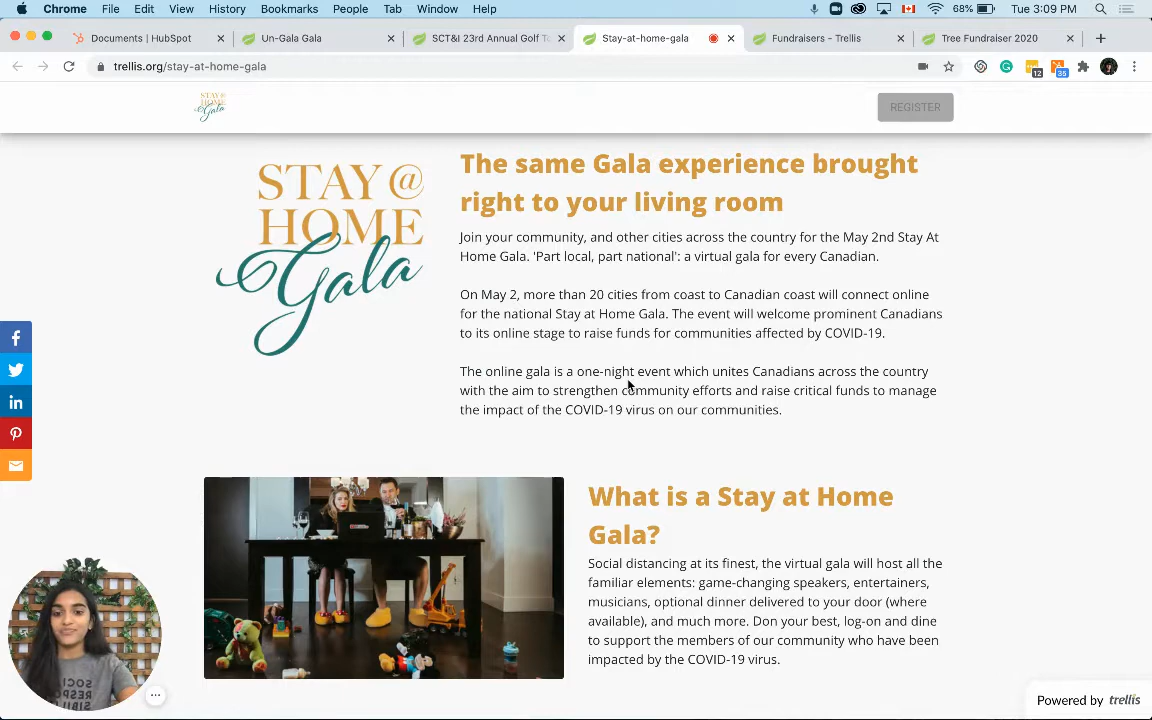 Chrome File Edit View History Bookmarks People Tab Window Help 68% Tue 3:09 PM
Documents | HubSpot Un-Gala Gala SCT&I 23rd Annual Golf Stay-at-home-gala Fundraisers - Trellis Tree Fundraiser 2020
trellis.org/stay-at-home-gala 12 35
STAY@
HOME
Gala
REGISTER
STAY @
HOME
Gala
The same Gala experience brought
right to your living room
Join your community, and other cities across the country for the May 2nd Stay At
Home Gala. 'Part local, part national': a virtual gala for every Canadian.
On May 2, more than 20 cities from coast to Canadian coast will connect online
for the national Stay at Home Gala. The event will welcome prominent Canadians
to its online stage to raise funds for communities affected by COVID-19.
The online gala is a one-night event which unites Canadians across the country
with the aim to strengthen community efforts and raise critical funds to manage
the impact of the COVID-19 virus on our communities.
What is a Stay at Home
Gala?
Social distancing at its finest, the virtual gala will host all the
familiar elements: game-changing speakers, entertainers,
musicians, optional dinner delivered to your door (where
available), and much more. Don your best, log-on and dine
to support the members of our community who have been
impacted by the COVID-19 virus.
Powered by trellis